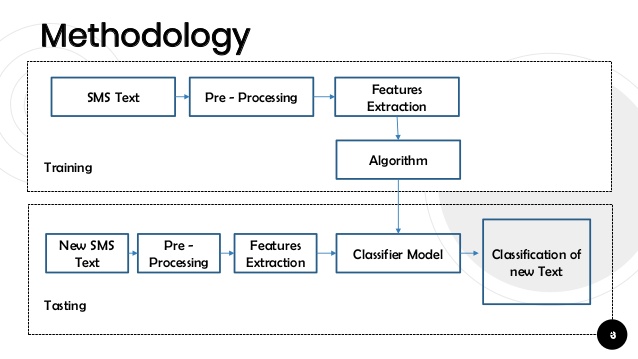 Methodology
SMS Text
Pre - Processing
Features
Extraction
Algorithm
Training
New SMS
Text
Pre -
Processing
Features
Extraction
Classifier Model
Classification of
new Text
Tasting